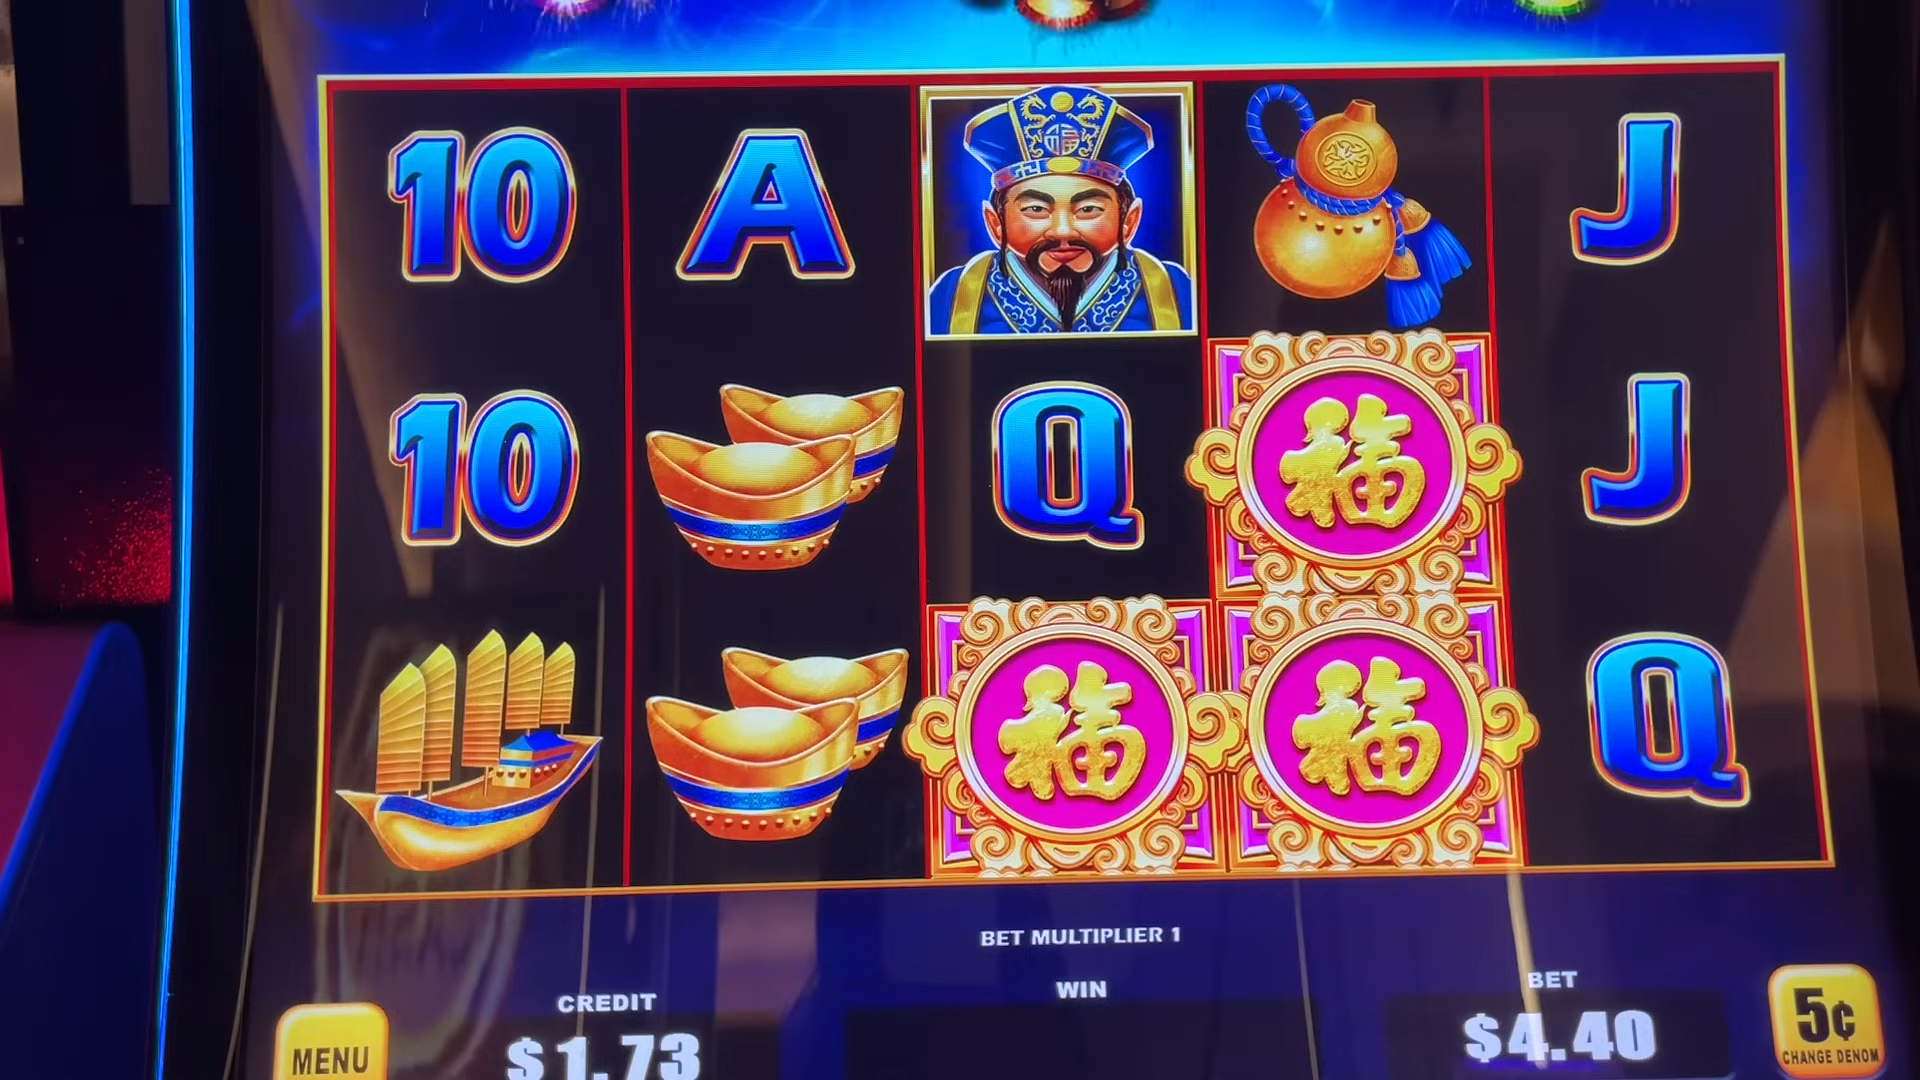 10 A J
10 Q 福 J
福 福 Q
BET MULTIPLIER 1
WIN
CREDIT
$1.73
BET
$4.40
MENU
5¢
CHANGE DENOM